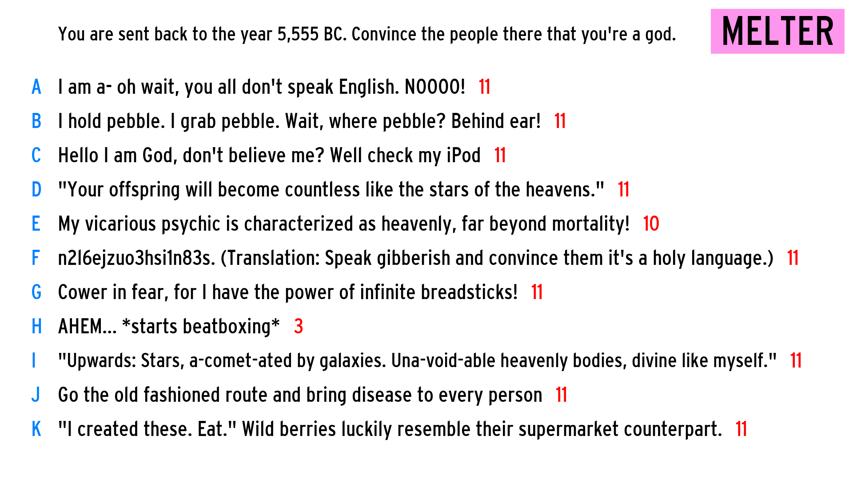 You are sent back to the year 5,555 BC. Convince the people there that you're a god.
MELTER
A I am a- oh wait, you all don't speak English. NOOOO! 11
B I hold pebble. I grab pebble. Wait, where pebble? Behind ear! 11
C Hello I am God, don't believe me? Well check my iPod 11
D "Your offspring will become countless like the stars of the heavens." 11
E My vicarious psychic is characterized as heavenly, far beyond mortality! 10
F n2l6ejzuo3hsi1n83s. (Translation: Speak gibberish and convince them it's a holy language.) 11
G Cower in fear, for I have the power of infinite breadsticks! 11
H AHEM... *starts beatboxing* 3
I "Upwards: Stars, a-comet-ated by galaxies. Una-void-able heavenly bodies, divine like myself." 11
J Go the old fashioned route and bring disease to every person 11
K "I created these. Eat." Wild berries luckily resemble their supermarket counterpart. 11